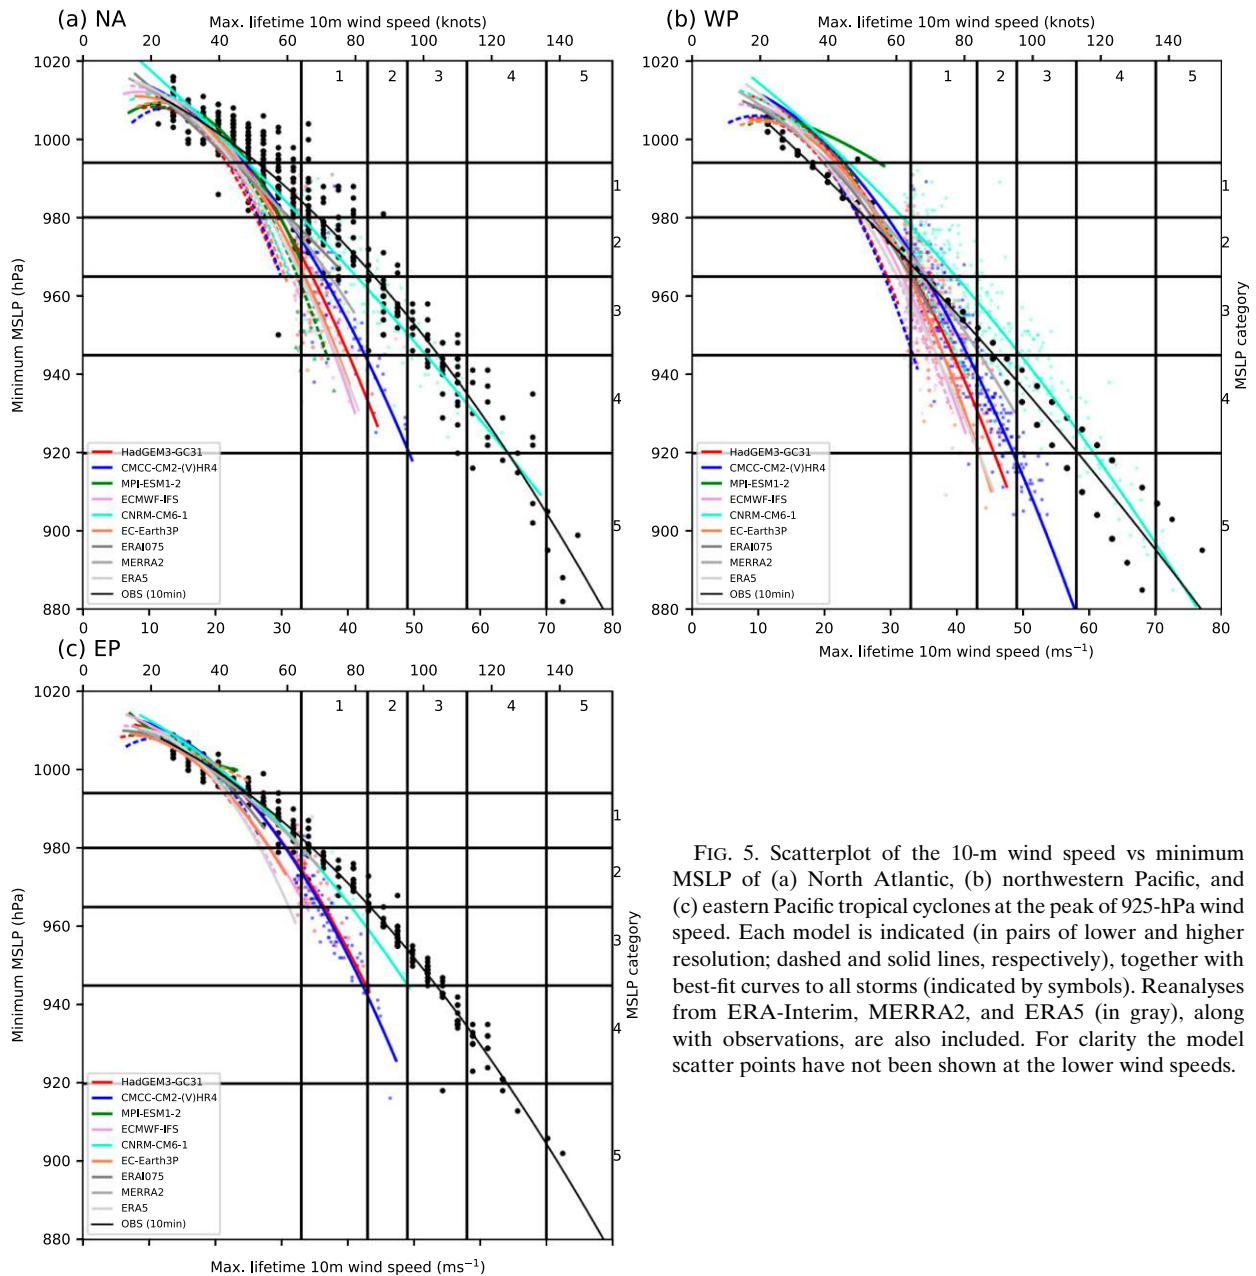 (a) NA
Max. lifetime 10m wind speed (knots)
0 20 40 60 80 100 120 140
1 2 3 4 5
1020
1000
980
960
940
920
900
880
Minimum MSLP (hPa)
1
2
3
4
5
HadGEM3-GC31
CMCC-CM2-(V)HR4
MPI-ESM1-2
ECMWF-IFS
CNRM-CM6-1
EC-Earth3P
ERAI075
MERRA2
ERA5
OBS (10min)
0 10 20 30 40 50 60 70 80
(b) WP
Max. lifetime 10m wind speed (knots)
0 20 40 60 80 100 120 140
1 2 3 4 5
1020
1000
980
960
940
920
900
880
1
2
3
4
5
MSLP category
HadGEM3-GC31
CMCC-CM2-(V)HR4
MPI-ESM1-2
ECMWF-IFS
CNRM-CM6-1
EC-Earth3P
ERAI075
MERRA2
ERA5
OBS (10min)
0 10 20 30 40 50 60 70 80
Max. lifetime 10m wind speed (ms⁻¹)
(c) EP
0 20 40 60 80 100 120 140
1 2 3 4 5
1020
1000
980
960
940
920
900
880
Minimum MSLP (hPa)
1
2
3
4
5
MSLP category
HadGEM3-GC31
CMCC-CM2-(V)HR4
MPI-ESM1-2
ECMWF-IFS
CNRM-CM6-1
EC-Earth3P
ERAI075
MERRA2
ERA5
OBS (10min)
Max. lifetime 10m wind speed (ms⁻¹)
FIG. 5. Scatterplot of the 10-m wind speed vs minimum
MSLP of (a) North Atlantic, (b) northwestern Pacific, and
(c) eastern Pacific tropical cyclones at the peak of 925-hPa wind
speed. Each model is indicated (in pairs of lower and higher
resolution; dashed and solid lines, respectively), together with
best-fit curves to all storms (indicated by symbols). Reanalyses
from ERA-Interim, MERRA2, and ERA5 (in gray), along
with observations, are also included. For clarity the model
scatter points have not been shown at the lower wind speeds.